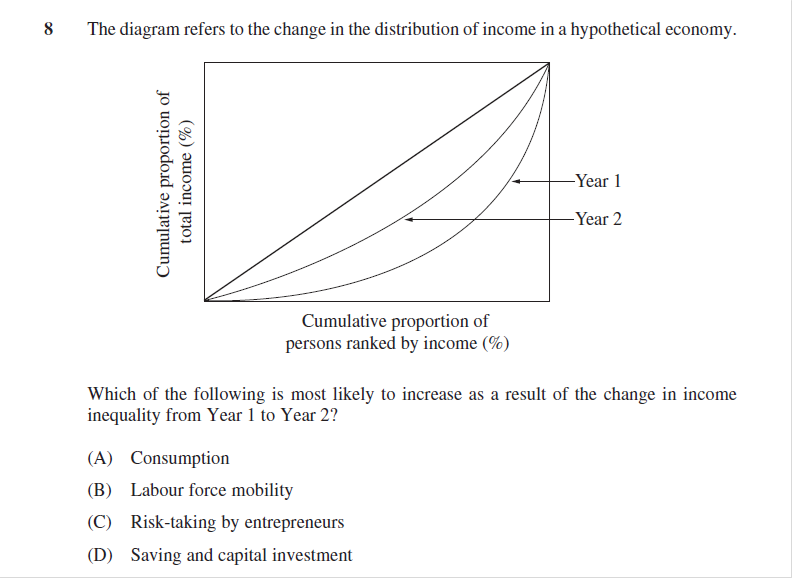 8 The diagram refers to the change in the distribution of income in a hypothetical economy.
Cumulative proportion of
total income (%)
Year 1
Year 2
Cumulative proportion of
persons ranked by income (%)
Which of the following is most likely to increase as a result of the change in income
inequality from Year 1 to Year 2?
(A) Consumption
(B) Labour force mobility
(C) Risk-taking by entrepreneurs
(D) Saving and capital investment